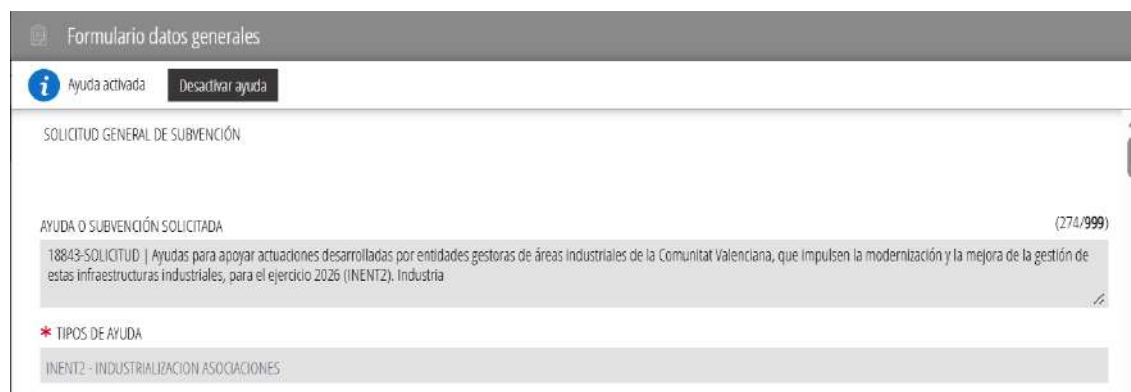 Formulario datos generales
i Ayuda activada Desactivar ayuda
SOLICITUD GENERAL DE SUBVENCIÓN
AYUDA O SUBVENCIÓN SOLICITADA (274/999)
18843-SOLICITUD | Ayudas para apoyar actuaciones desarrolladas por entidades gestoras de áreas industriales de la Comunitat Valenciana, que impulsen la modernización y la mejora de la gestión de
estas infraestructuras industriales, para el ejercicio 2026 (INENT2). Industria
* TIPOS DE AYUDA
INENT2 - INDUSTRIALIZACION ASOCIACIONES